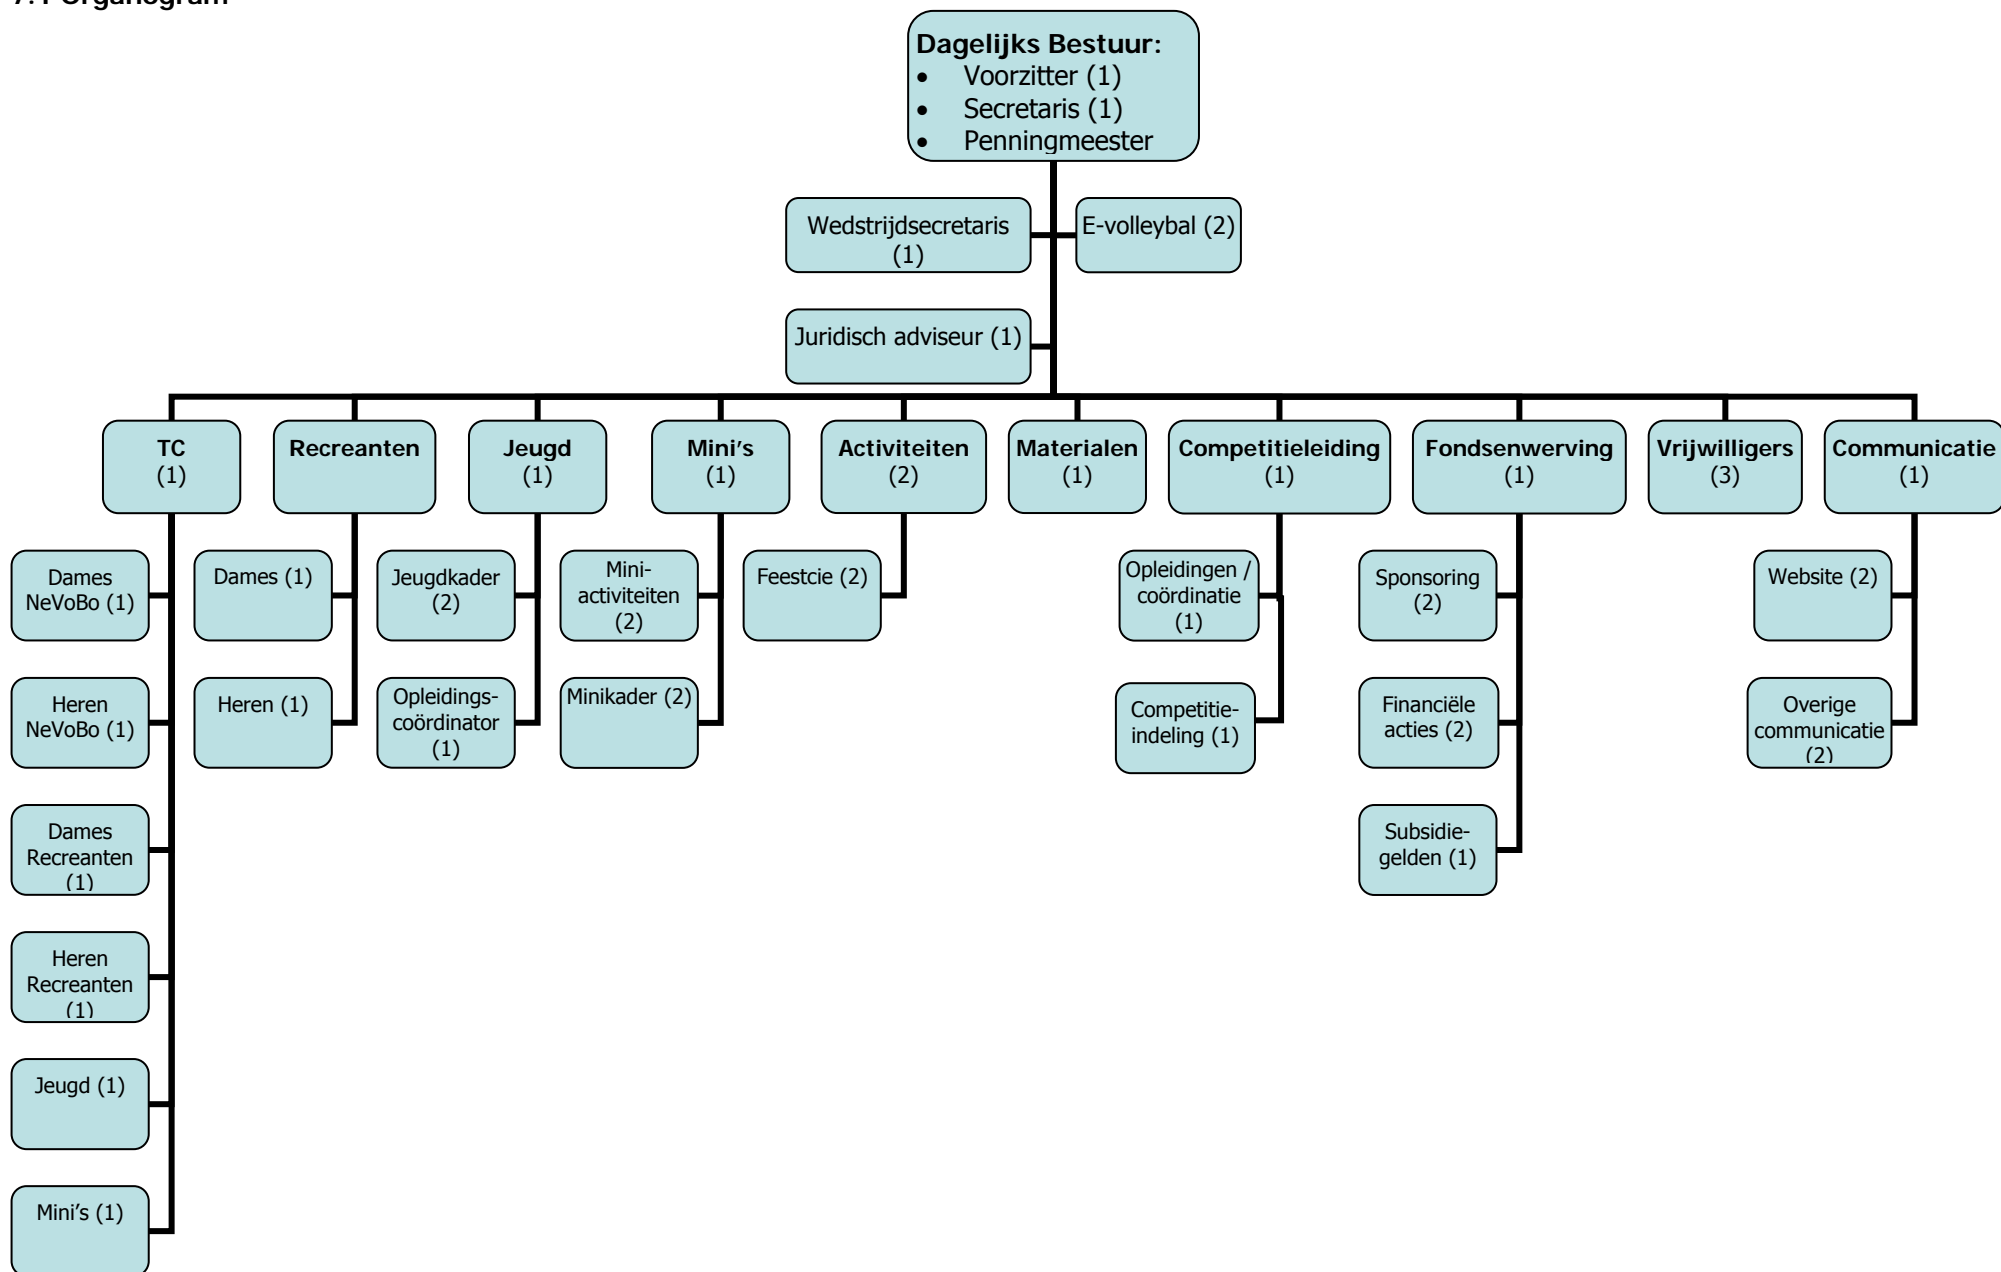 7.1 Organogram
Dagelijks Bestuur:
• Voorzitter (1)
• Secretaris (1)
• Penningmeester
Wedstrijdsecretaris
(1)
E-volleybal (2)
Juridisch adviseur (1)
TC
(1)
Recreanten
Jeugd
(1)
Mini's
(1)
Activiteiten
(2)
Materialen
(1)
Competitieleiding
(1)
Fondsenwerving
(1)
Vrijwilligers
(3)
Communicatie
(1)
Dames
NeVoBo (1)
Heren
NeVoBo (1)
Dames
Recreanten
(1)
Heren
Recreanten
(1)
Jeugd (1)
Mini's (1)
Dames (1)
Heren (1)
Jeugdkader
(2)
Opleidings-
coördinator
(1)
Mini-
activiteiten
(2)
Minikader (2)
Feestcie (2)
Opleidingen /
coördinatie
(1)
Competitie-
indeling (1)
Sponsoring
(2)
Financiële
acties (2)
Subsidie-
gelden (1)
Website (2)
Overige
communicatie
(2)